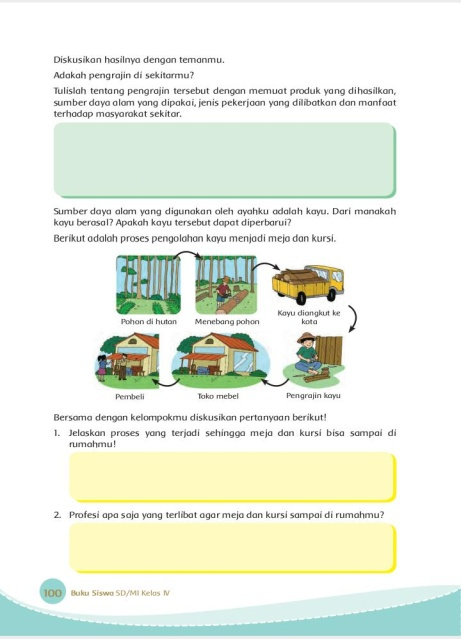 Diskusikan hasilnya dengan temanmu.
Adakah pengrajin di sekitarmu?
Tulislah tentang pengrajin tersebut dengan memuat produk yang dihasilkan,
sumber daya alam yang dipakai, jenis pekerjaan yang dilibatkan dan manfaat
terhadap masyarakat sekitar.
Sumber daya alam yang digunakan oleh ayahku adalah kayu. Dari manakah
kayu berasal? Apakah kayu tersebut dapat diperbarui?
Berikut adalah proses pengolahan kayu menjadi meja dan kursi.
Pohon di hutan
Menebang pohon
Kayu diangkut ke
kota
Pembeli
Toko mebel
Pengrajin kayu
Bersama dengan kelompokmu diskusikan pertanyaan berikut!
1. Jelaskan proses yang terjadi sehingga meja dan kursi bisa sampai di
rumahmu!
2. Profesi apa saja yang terlibat agar meja dan kursi sampai di rumahmu?
100 Buku Siswa SD/MI Kelas IV